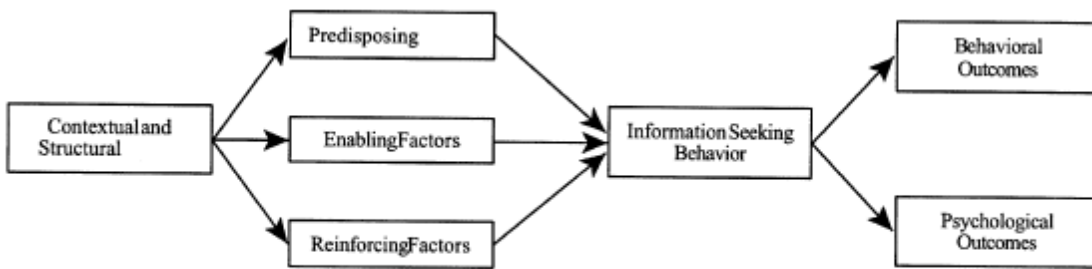 Predisposing
Contextual and
Structural
Enabling Factors
Reinforcing Factors
Information Seeking
Behavior
Behavioral
Outcomes
Psychological
Outcomes